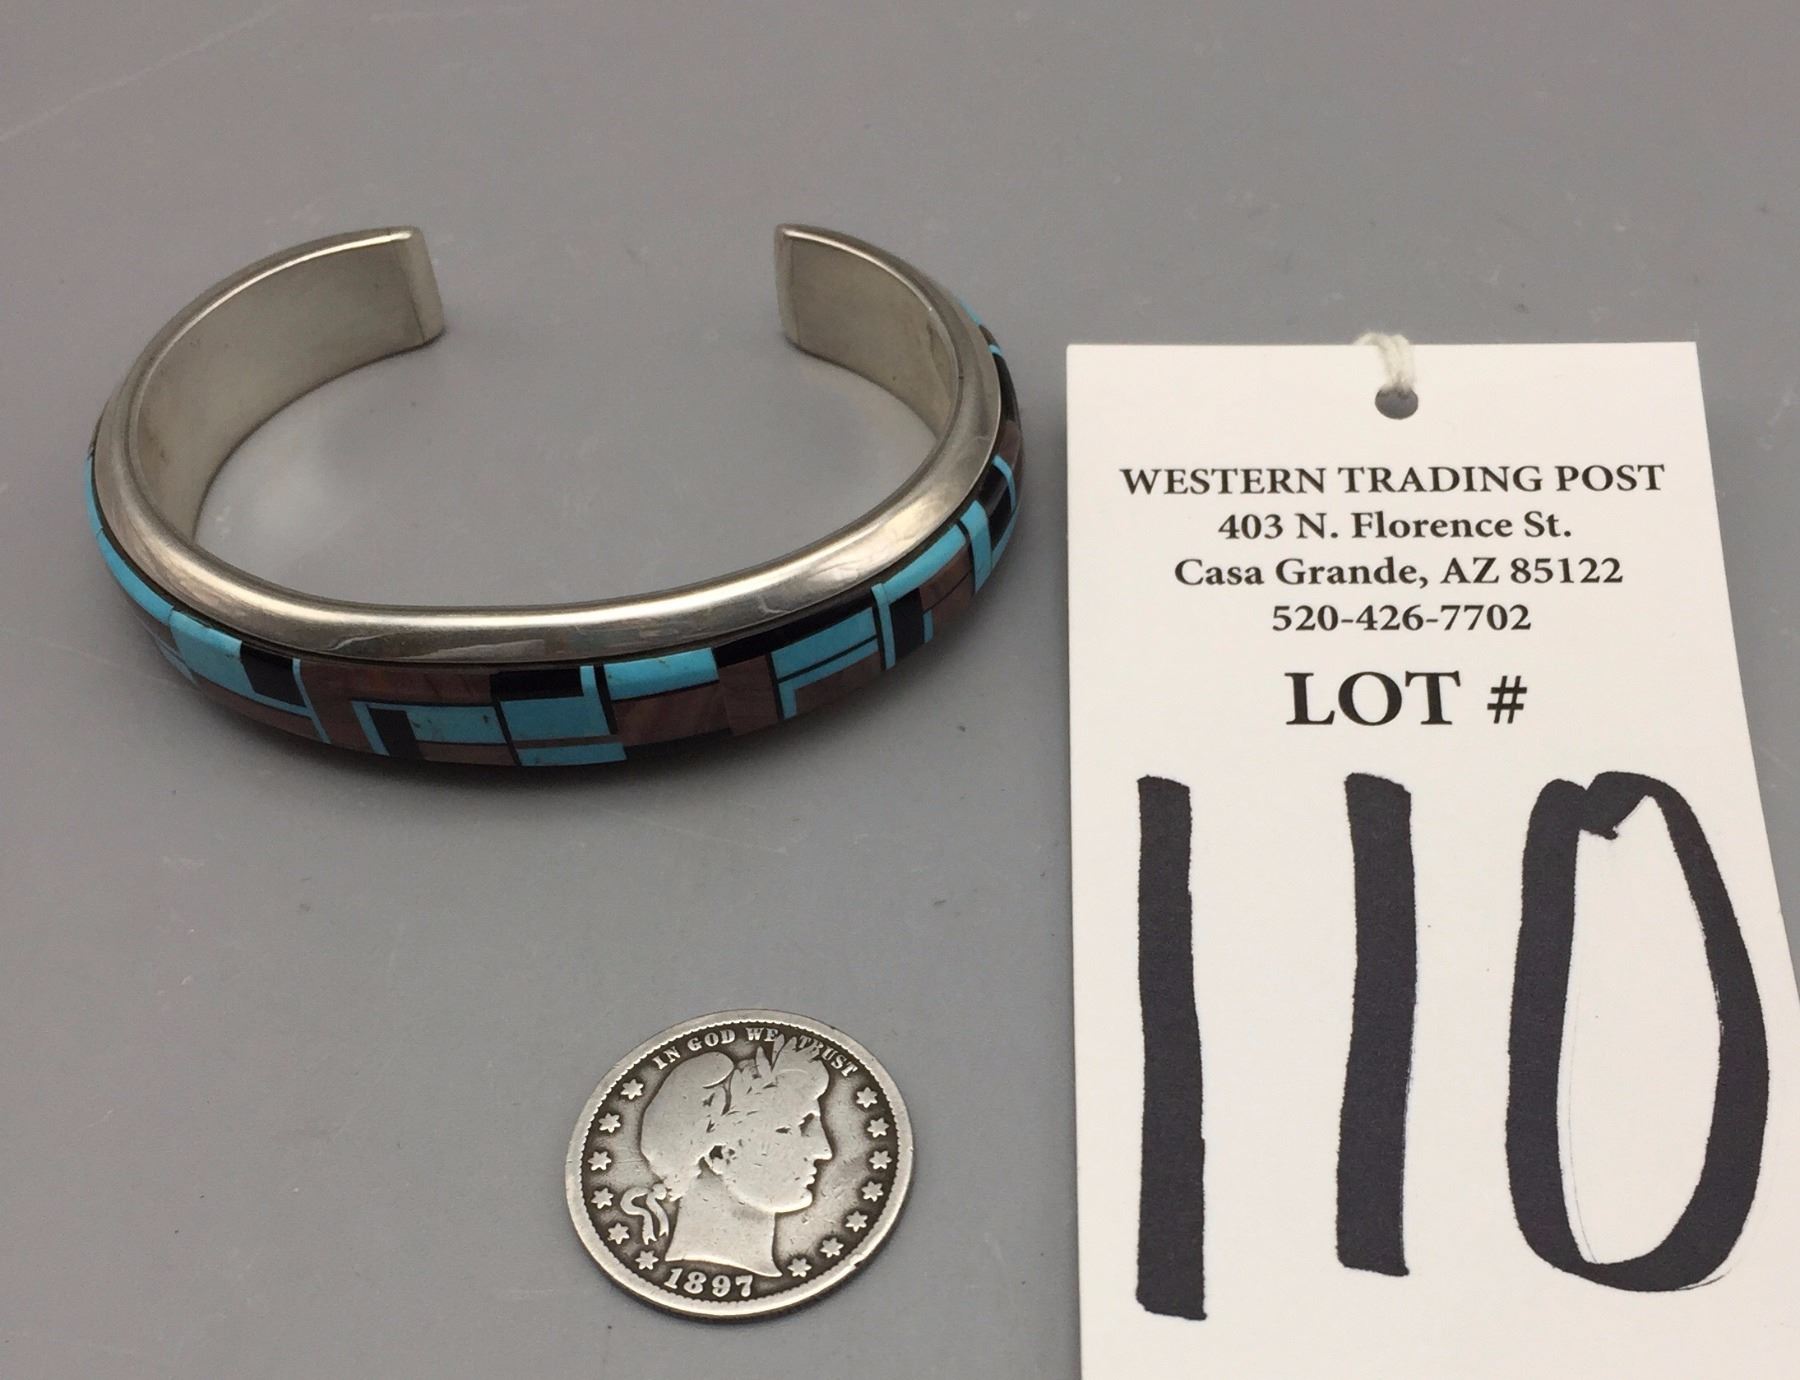 WESTERN TRADING POST
403 N. Florence St.
Casa Grande, AZ 85122
520-426-7702
LOT #
110
IN GOD WE TRUST
1897